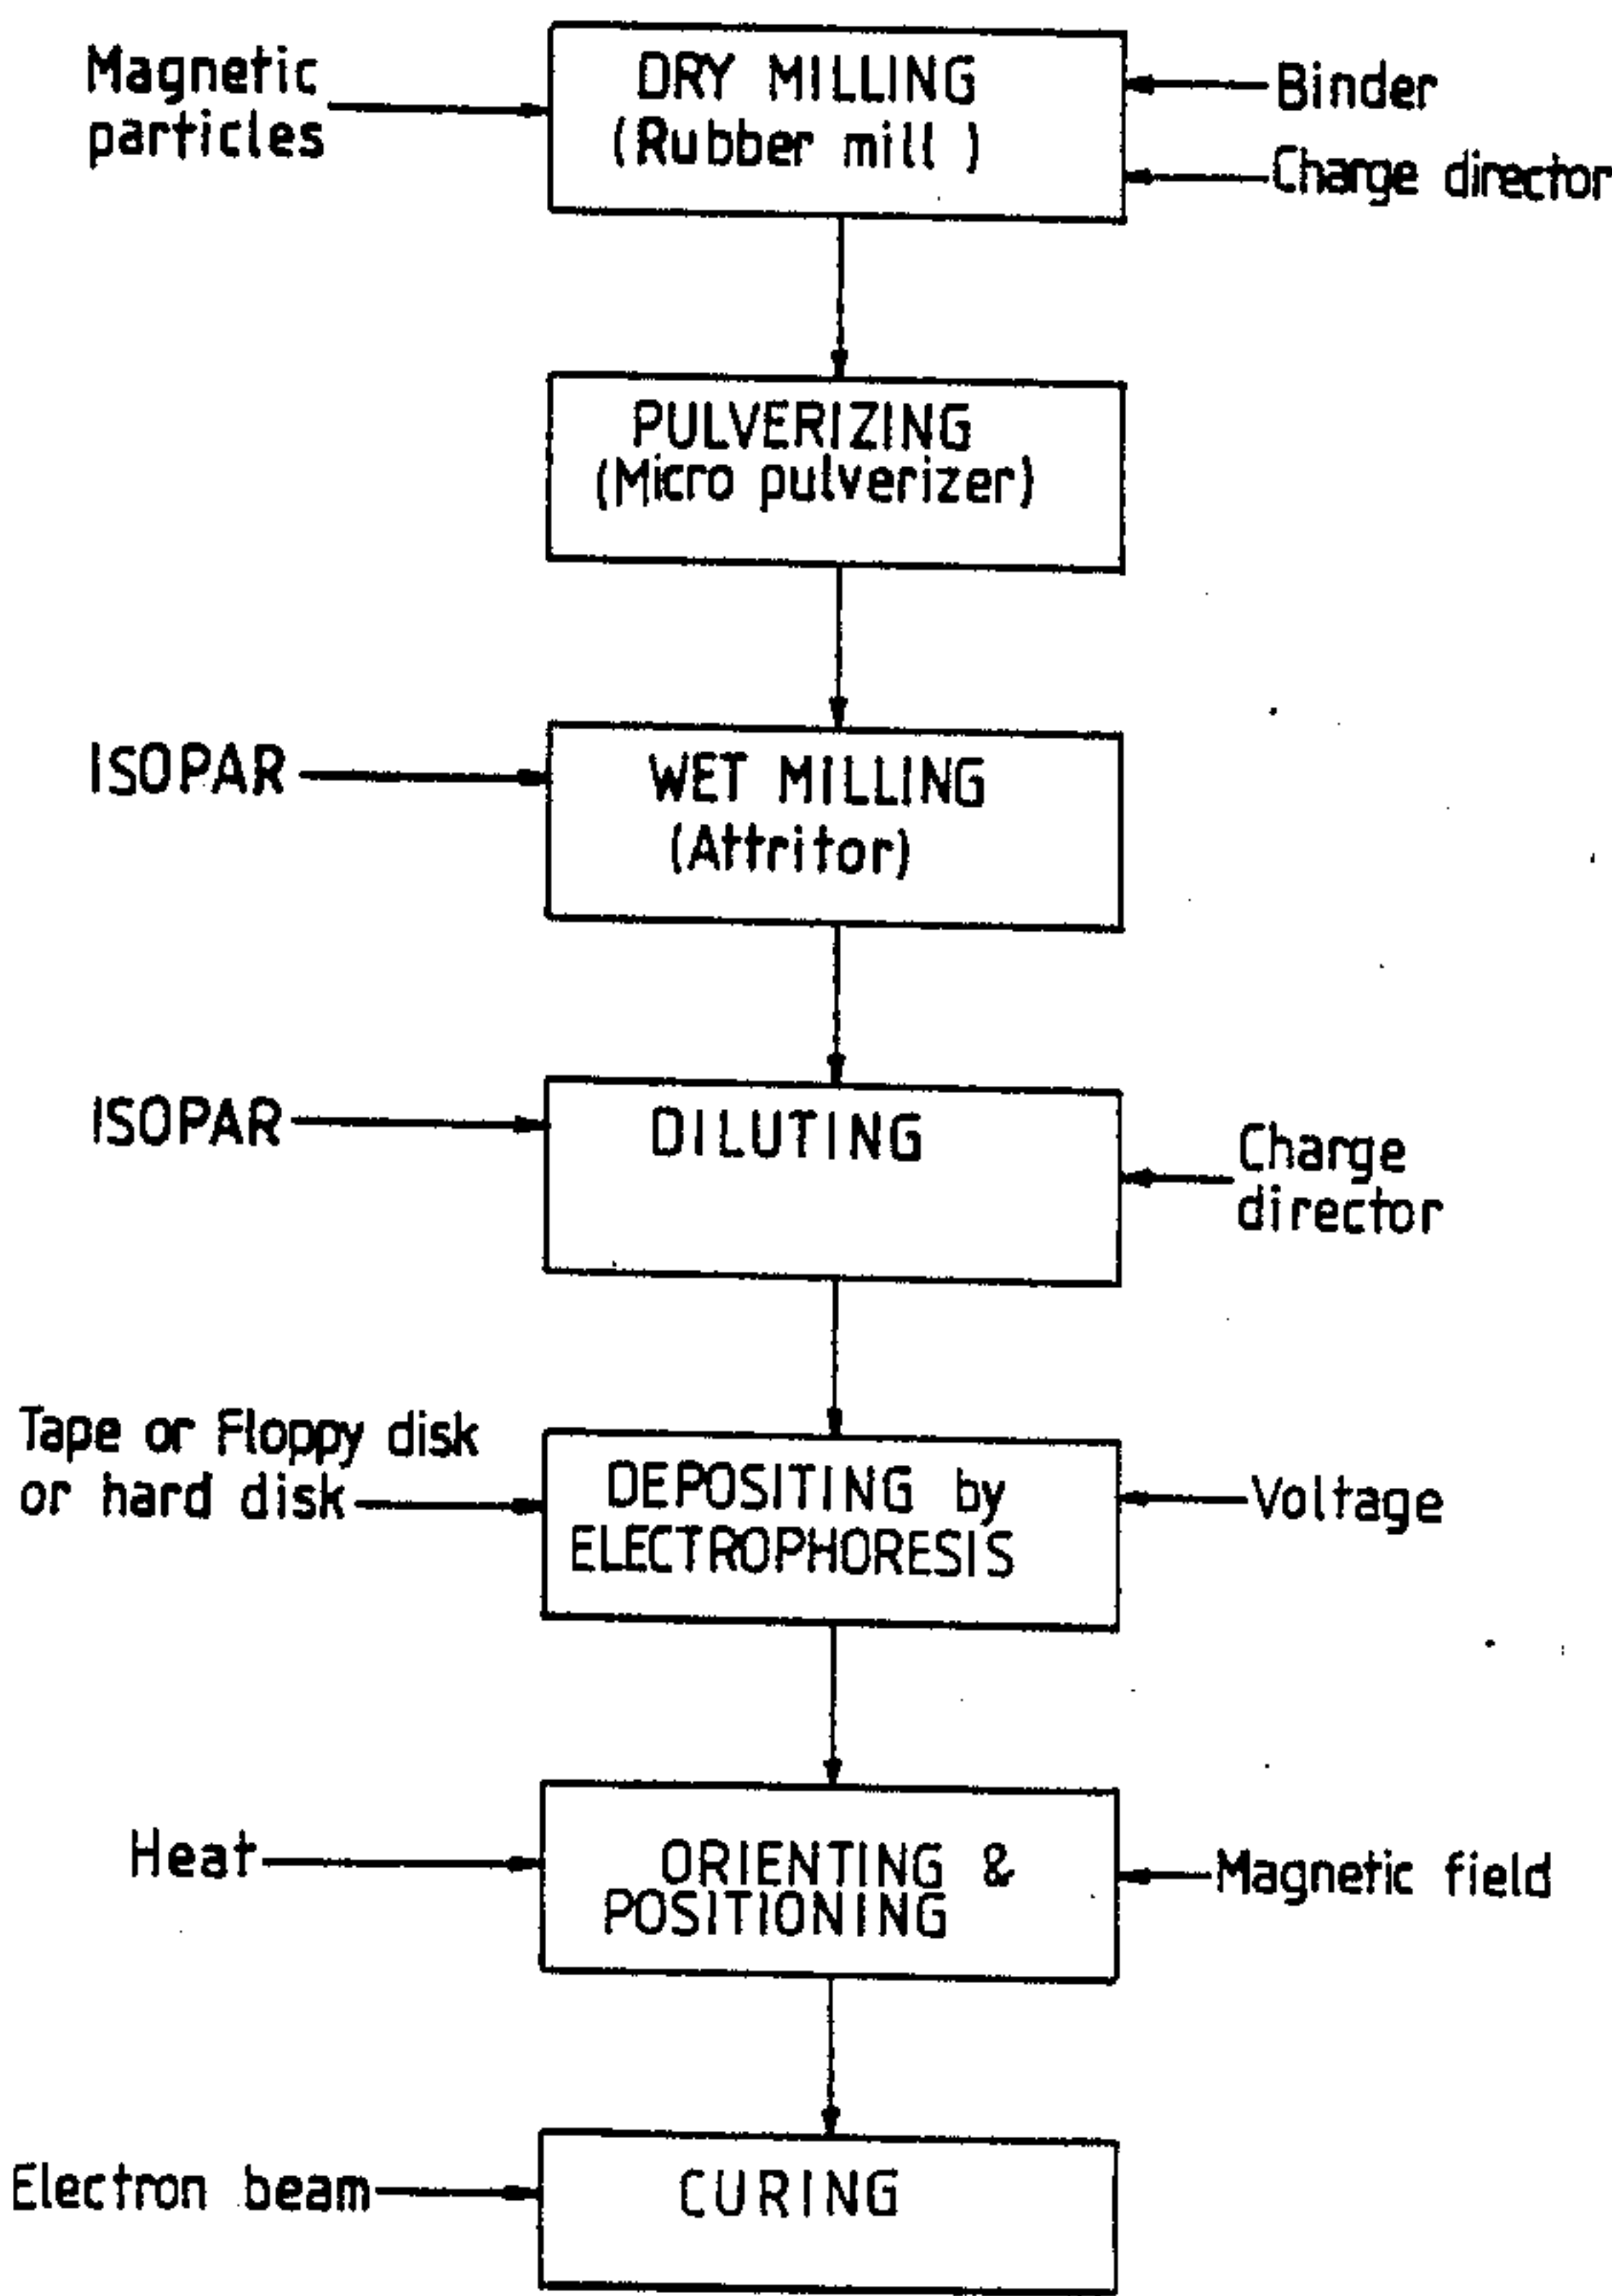 Magnetic
particles
DRY MILLING
(Rubber mill )
Binder
Charge director
PULVERIZING
(Micro pulverizer)
ISOPAR
WET MILLING
(Attritor)
ISOPAR
DILUTING
Charge
director
Tape or Floppy disk
or hard disk
DEPOSITING by
ELECTROPHORESIS
Voltage
Heat
ORIENTING &
POSITIONING
Magnetic field
Electron beam
CURING